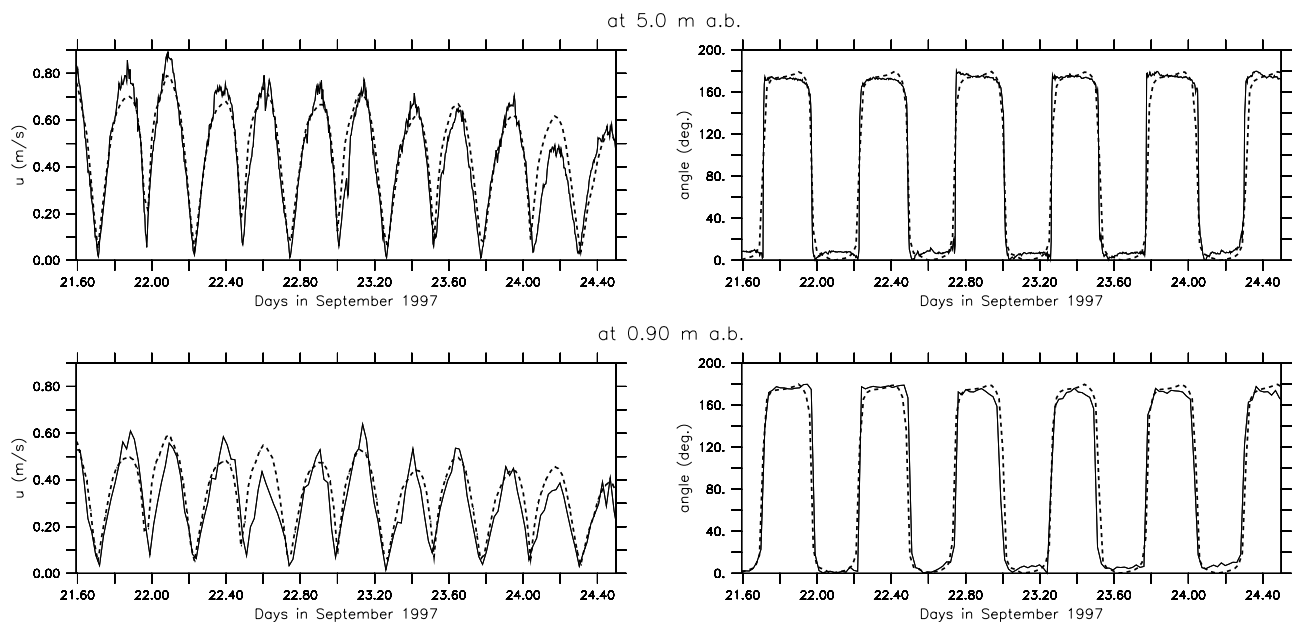 at 5.0 m a.b.
u (m/s)
0.80
0.60
0.40
0.20
0.00
21.60 22.00 22.40 22.80 23.20 23.60 24.00 24.40
Days in September 1997
angle (deg.)
200.
160.
120.
80.
40.
0.
21.60 22.00 22.40 22.80 23.20 23.60 24.00 24.40
Days in September 1997
at 0.90 m a.b.
u (m/s)
0.80
0.60
0.40
0.20
0.00
21.60 22.00 22.40 22.80 23.20 23.60 24.00 24.40
Days in September 1997
angle (deg.)
200.
160.
120.
80.
40.
0.
21.60 22.00 22.40 22.80 23.20 23.60 24.00 24.40
Days in September 1997